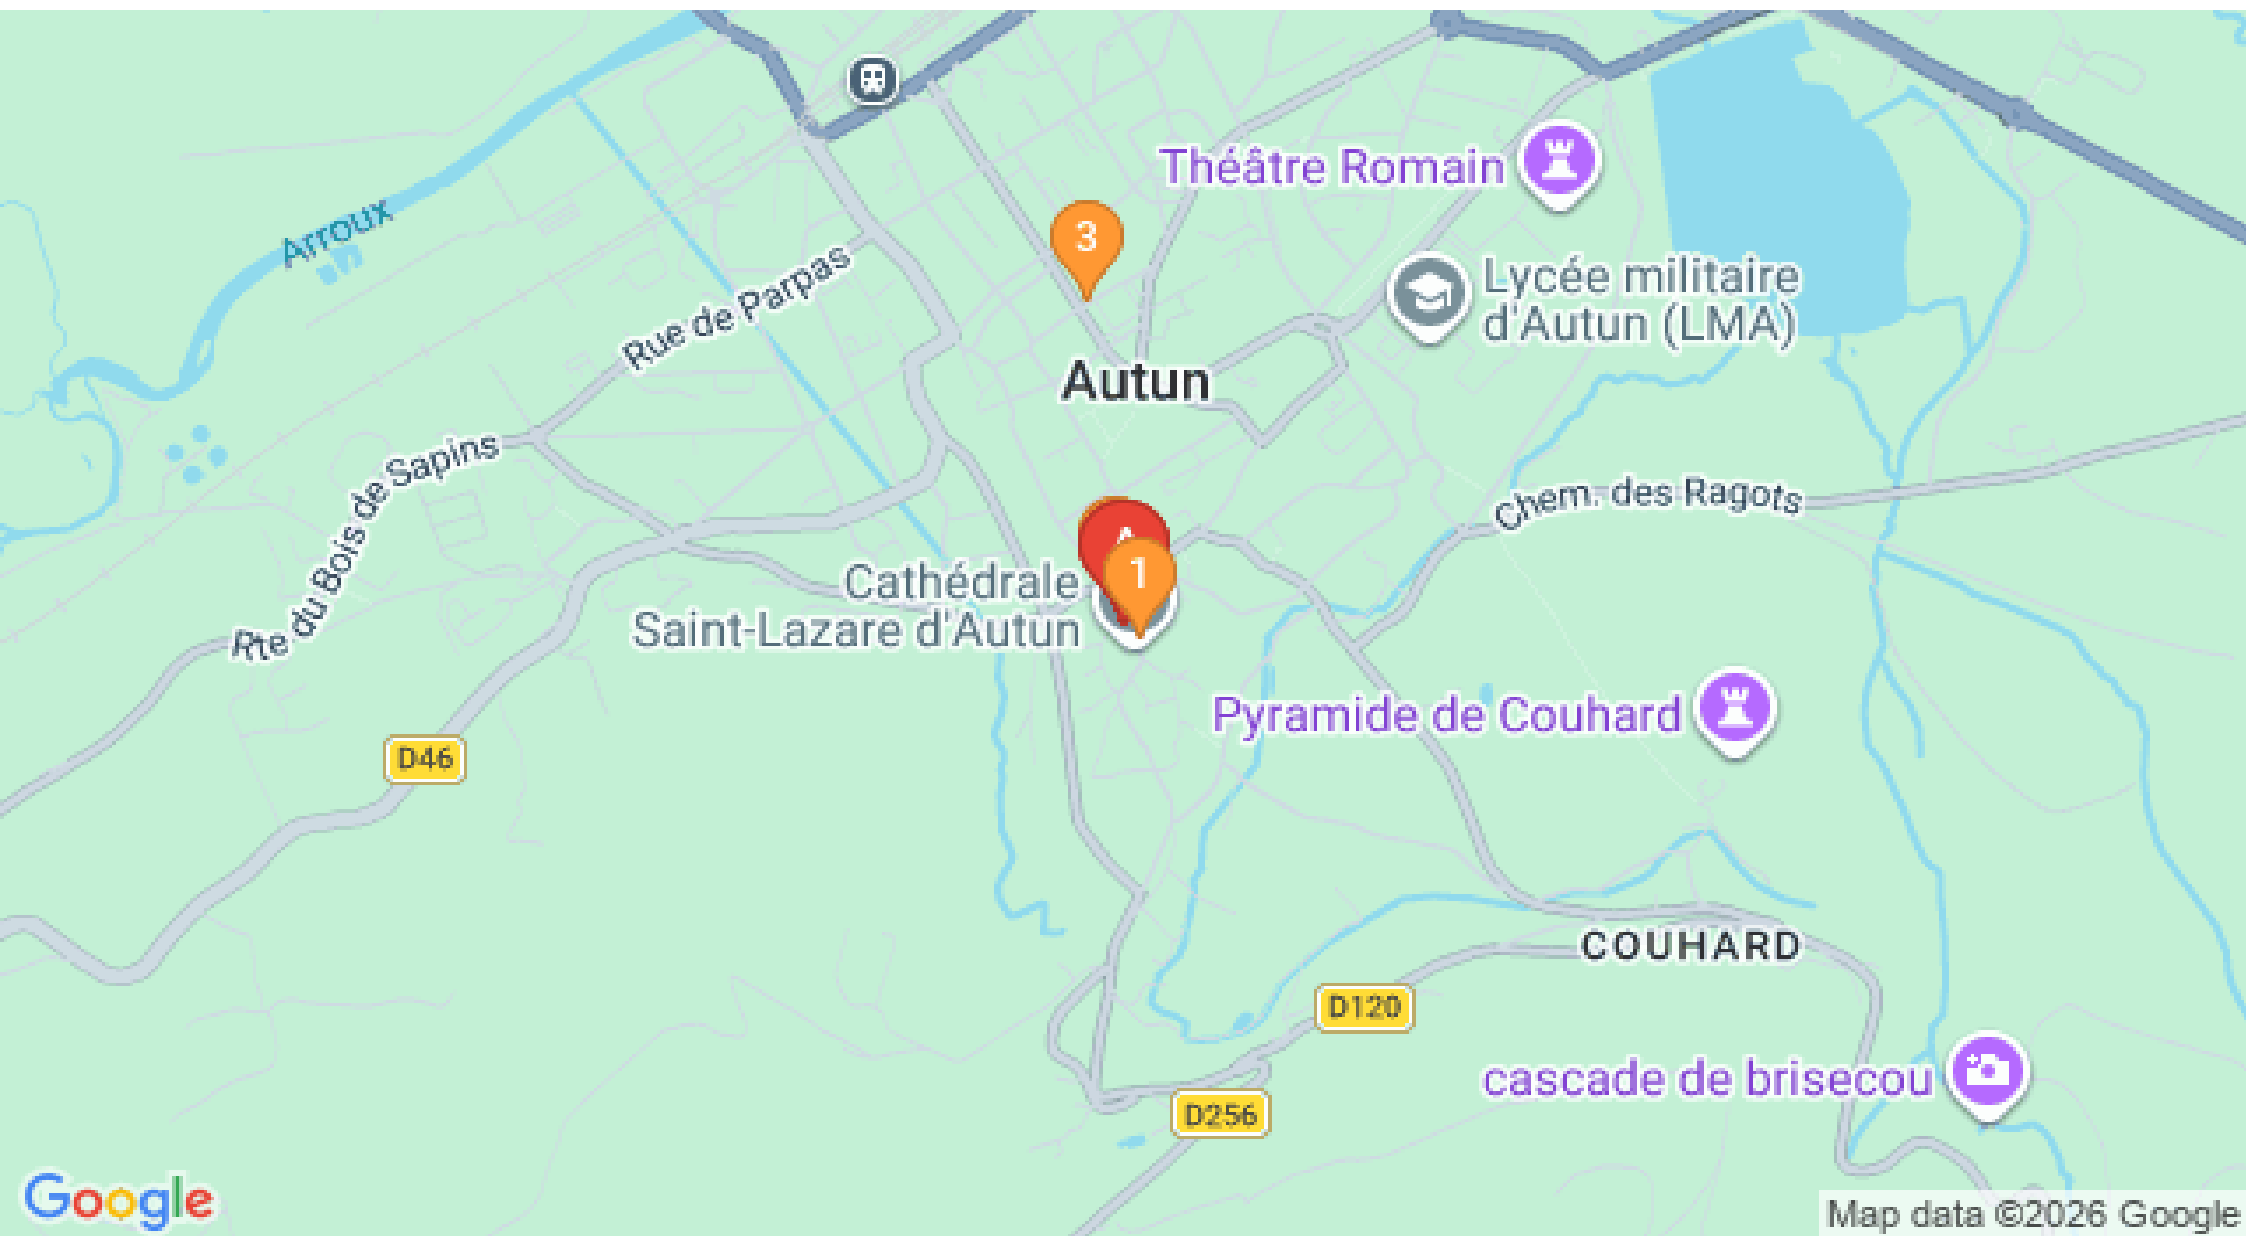 Théâtre Romain
Arroux
3
Rue de Parpas
Lycée militaire
d'Autun (LMA)
Autun
Rte du Bois de Sapins
Chem. des Ragots
1
Cathédrale
Saint-Lazare d'Autun
Pyramide de Couhard
D46
COUHARD
D120
cascade de brisecou
D256
Google
Map data ©2026 Google